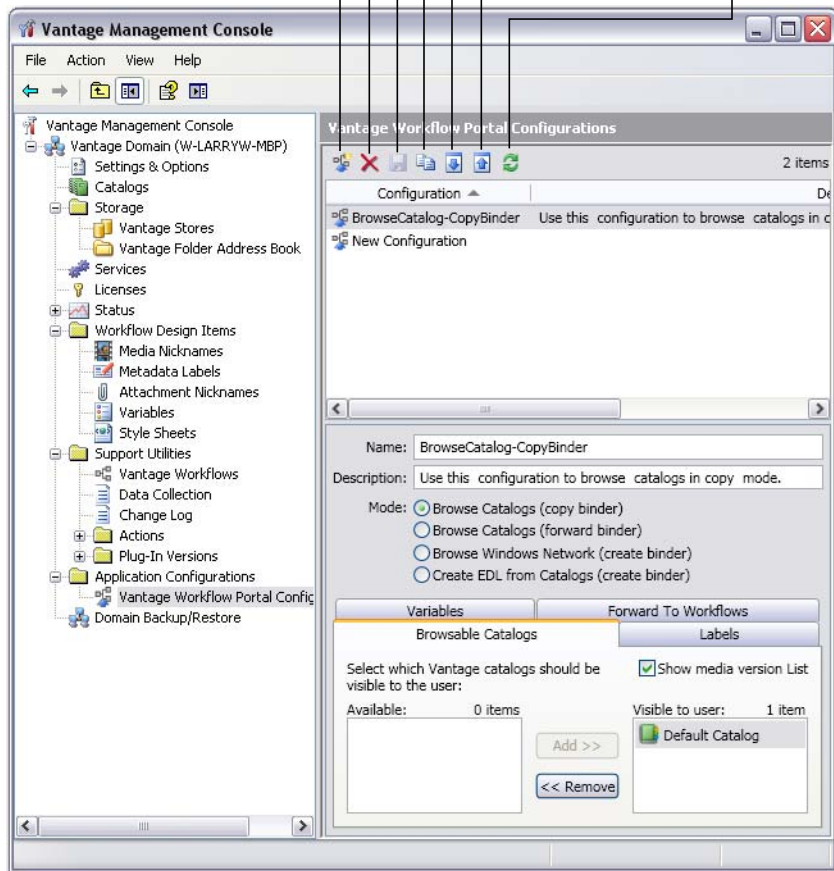 Vantage Management Console
File Action View Help
Vantage Management Console
Vantage Domain (W-LARRYW-MBP)
Settings & Options
Catalogs
Storage
Vantage Stores
Vantage Folder Address Book
Services
Licenses
Status
Workflow Design Items
Media Nicknames
Metadata Labels
Attachment Nicknames
Variables
Style Sheets
Support Utilities
Vantage Workflows
Data Collection
Change Log
Actions
Plug-In Versions
Application Configurations
Vantage Workflow Portal Config
Domain Backup/Restore
Vantage Workflow Portal Configurations
2 items
Configuration De
BrowseCatalog-CopyBinder Use this configuration to browse catalogs in c
New Configuration
Name: BrowseCatalog-CopyBinder
Description: Use this configuration to browse catalogs in copy mode.
Mode: Browse Catalogs (copy binder)
Browse Catalogs (forward binder)
Browse Windows Network (create binder)
Create EDL from Catalogs (create binder)
Variables Forward To Workflows
Browsable Catalogs Labels
Select which Vantage catalogs should be
visible to the user:
Show media version List
Available: 0 items
Visible to user: 1 item
Default Catalog
Add >>
<< Remove